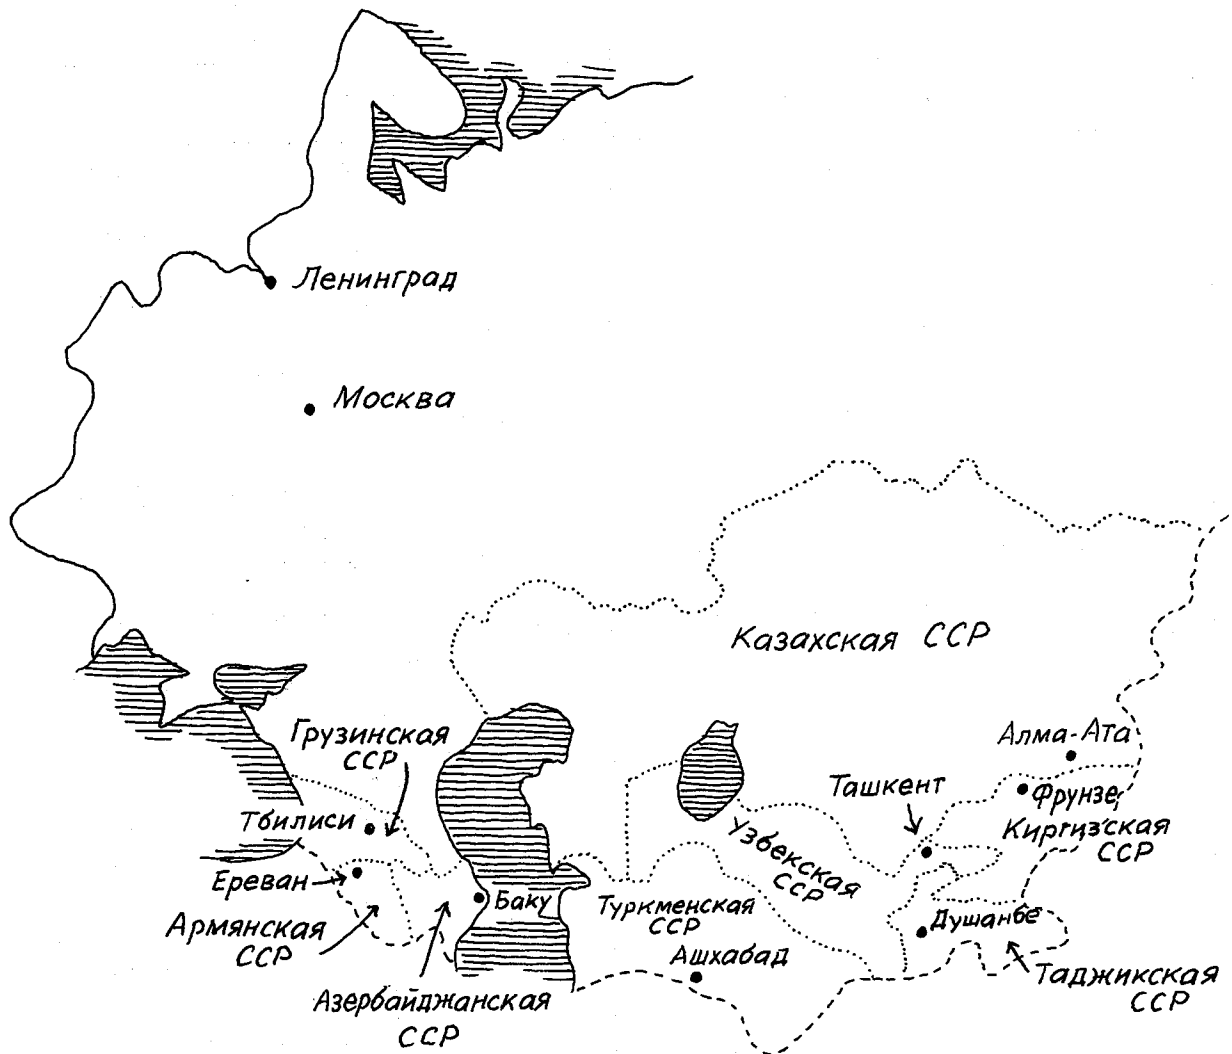 Ленинград
Москва
Казахская ССР
Грузинская
ССР
Алма-Ата
Ташкент
Фрунзе
Тбилиси
Киргизская
ССР
Узбекская
ССР
Ереван
Баку
Туркменская
ССР
Душанбе
Армянская
ССР
Ашхабад
Таджикская
ССР
Азербайджанская
ССР